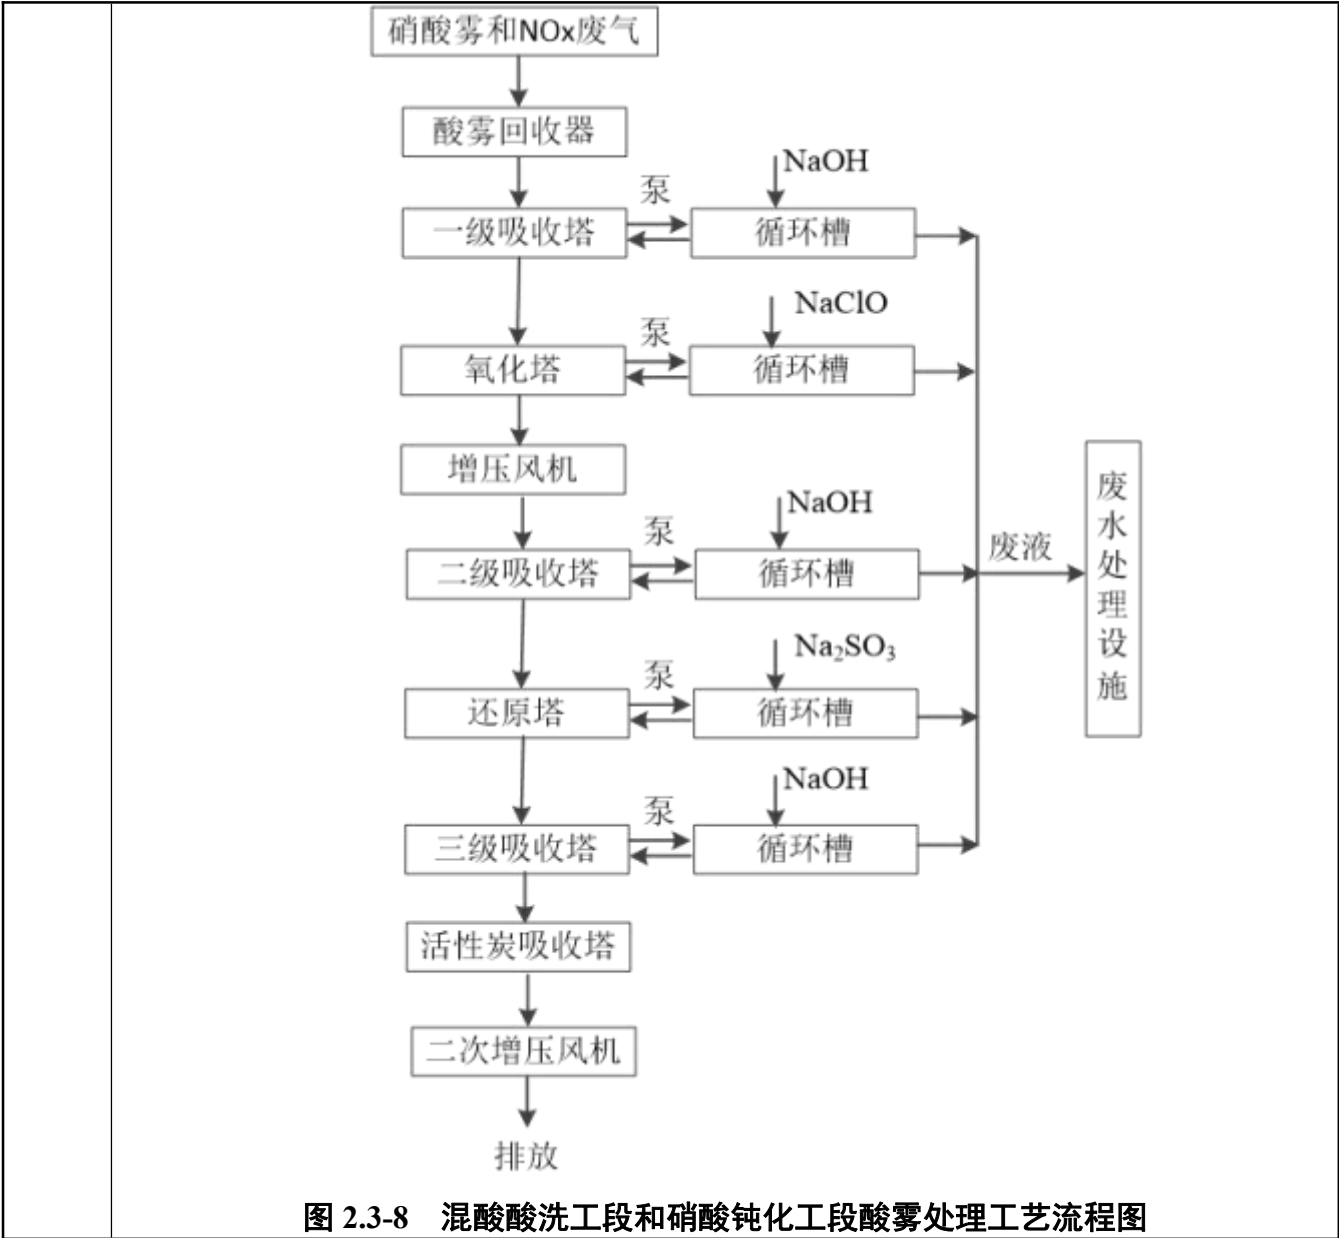 硝酸雾和NOx废气
酸雾回收器
NaOH
泵
一级吸收塔
循环槽
NaClO
泵
氧化塔
循环槽
增压风机
NaOH
泵
二级吸收塔
循环槽
废液
废水处理设施
Na₂SO₃
泵
还原塔
循环槽
NaOH
泵
三级吸收塔
循环槽
活性炭吸收塔
二次增压风机
排放
图 2.3-8 混酸酸洗工段和硝酸钝化工段酸雾处理工艺流程图